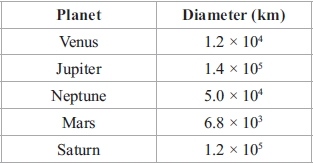 Planet Diameter (km)
Venus 1.2 × 10⁴
Jupiter 1.4 × 10⁵
Neptune 5.0 × 10⁴
Mars 6.8 × 10³
Saturn 1.2 × 10⁵